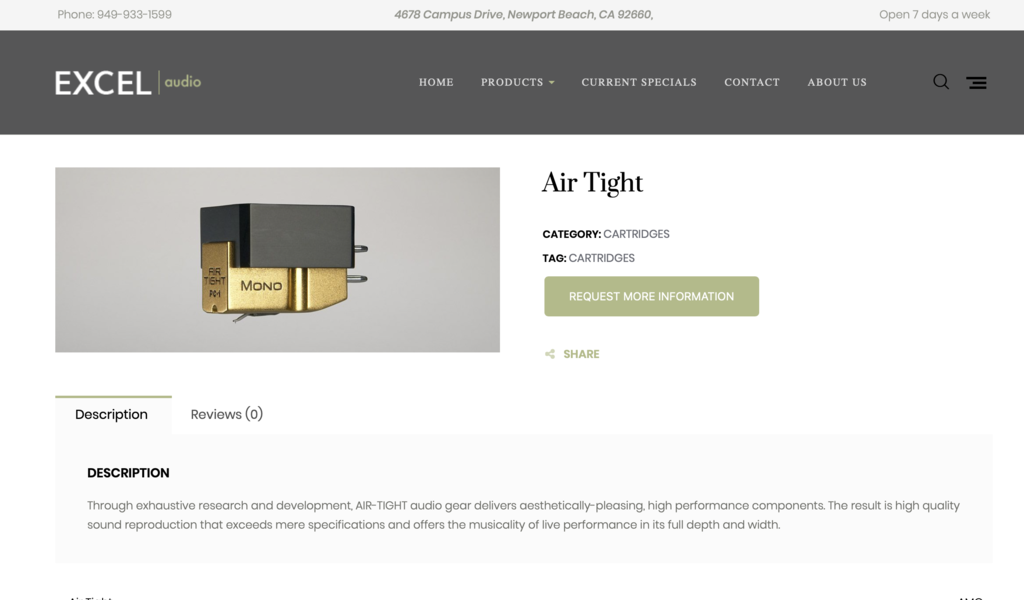 Phone: 949-933-1599
4678 Campus Drive, Newport Beach, CA 92660,
Open 7 days a week
EXCEL audio
HOME PRODUCTS CURRENT SPECIALS CONTACT ABOUT US
Air Tight
AIR
TIGHT
PC-1
MONO
CATEGORY: CARTRIDGES
TAG: CARTRIDGES
REQUEST MORE INFORMATION
SHARE
Description Reviews (0)
DESCRIPTION
Through exhaustive research and development, AIR-TIGHT audio gear delivers aesthetically-pleasing, high performance components. The result is high quality
sound reproduction that exceeds mere specifications and offers the musicality of live performance in its full depth and width.